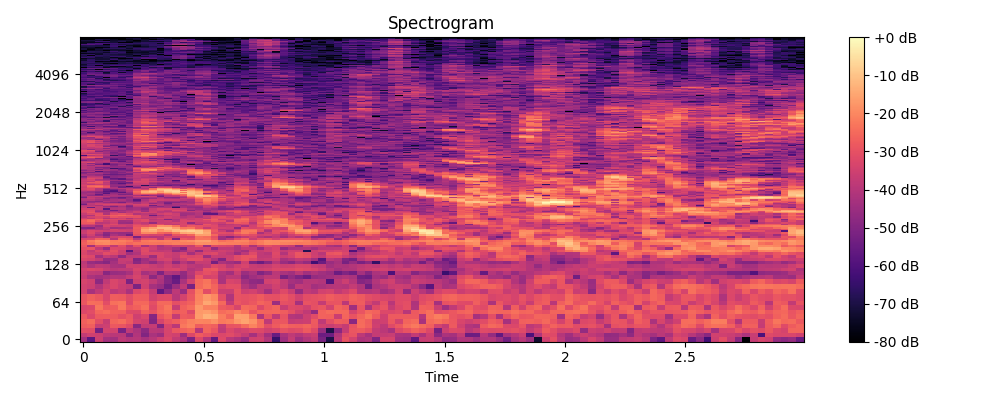 Spectrogram
Hz
4096
2048
1024
512
256
128
64
0
0
0.5
1
1.5
2
2.5
Time
+0 dB
-10 dB
-20 dB
-30 dB
-40 dB
-50 dB
-60 dB
-70 dB
-80 dB